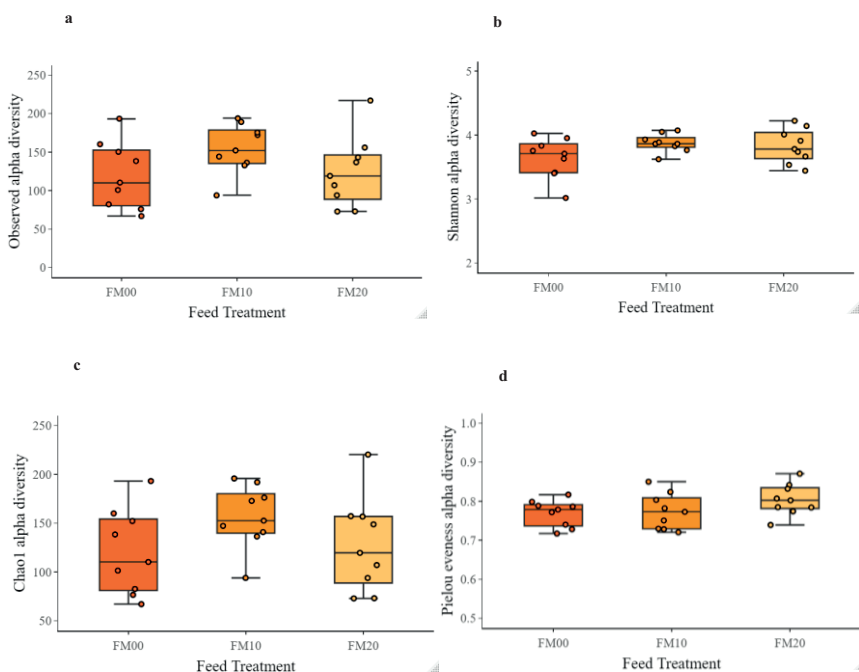 a
Observed alpha diversity
250
200
150
100
50
0
FM00 FM10 FM20
Feed Treatment
b
Shannon alpha diversity
5
4
3
2
FM00 FM10 FM20
Feed Treatment
c
Chao1 alpha diversity
250
200
150
100
50
FM00 FM10 FM20
Feed Treatment
d
Pielou eveness alpha diversity
1.0
0.9
0.8
0.7
0.6
0.5
FM00 FM10 FM20
Feed Treatment